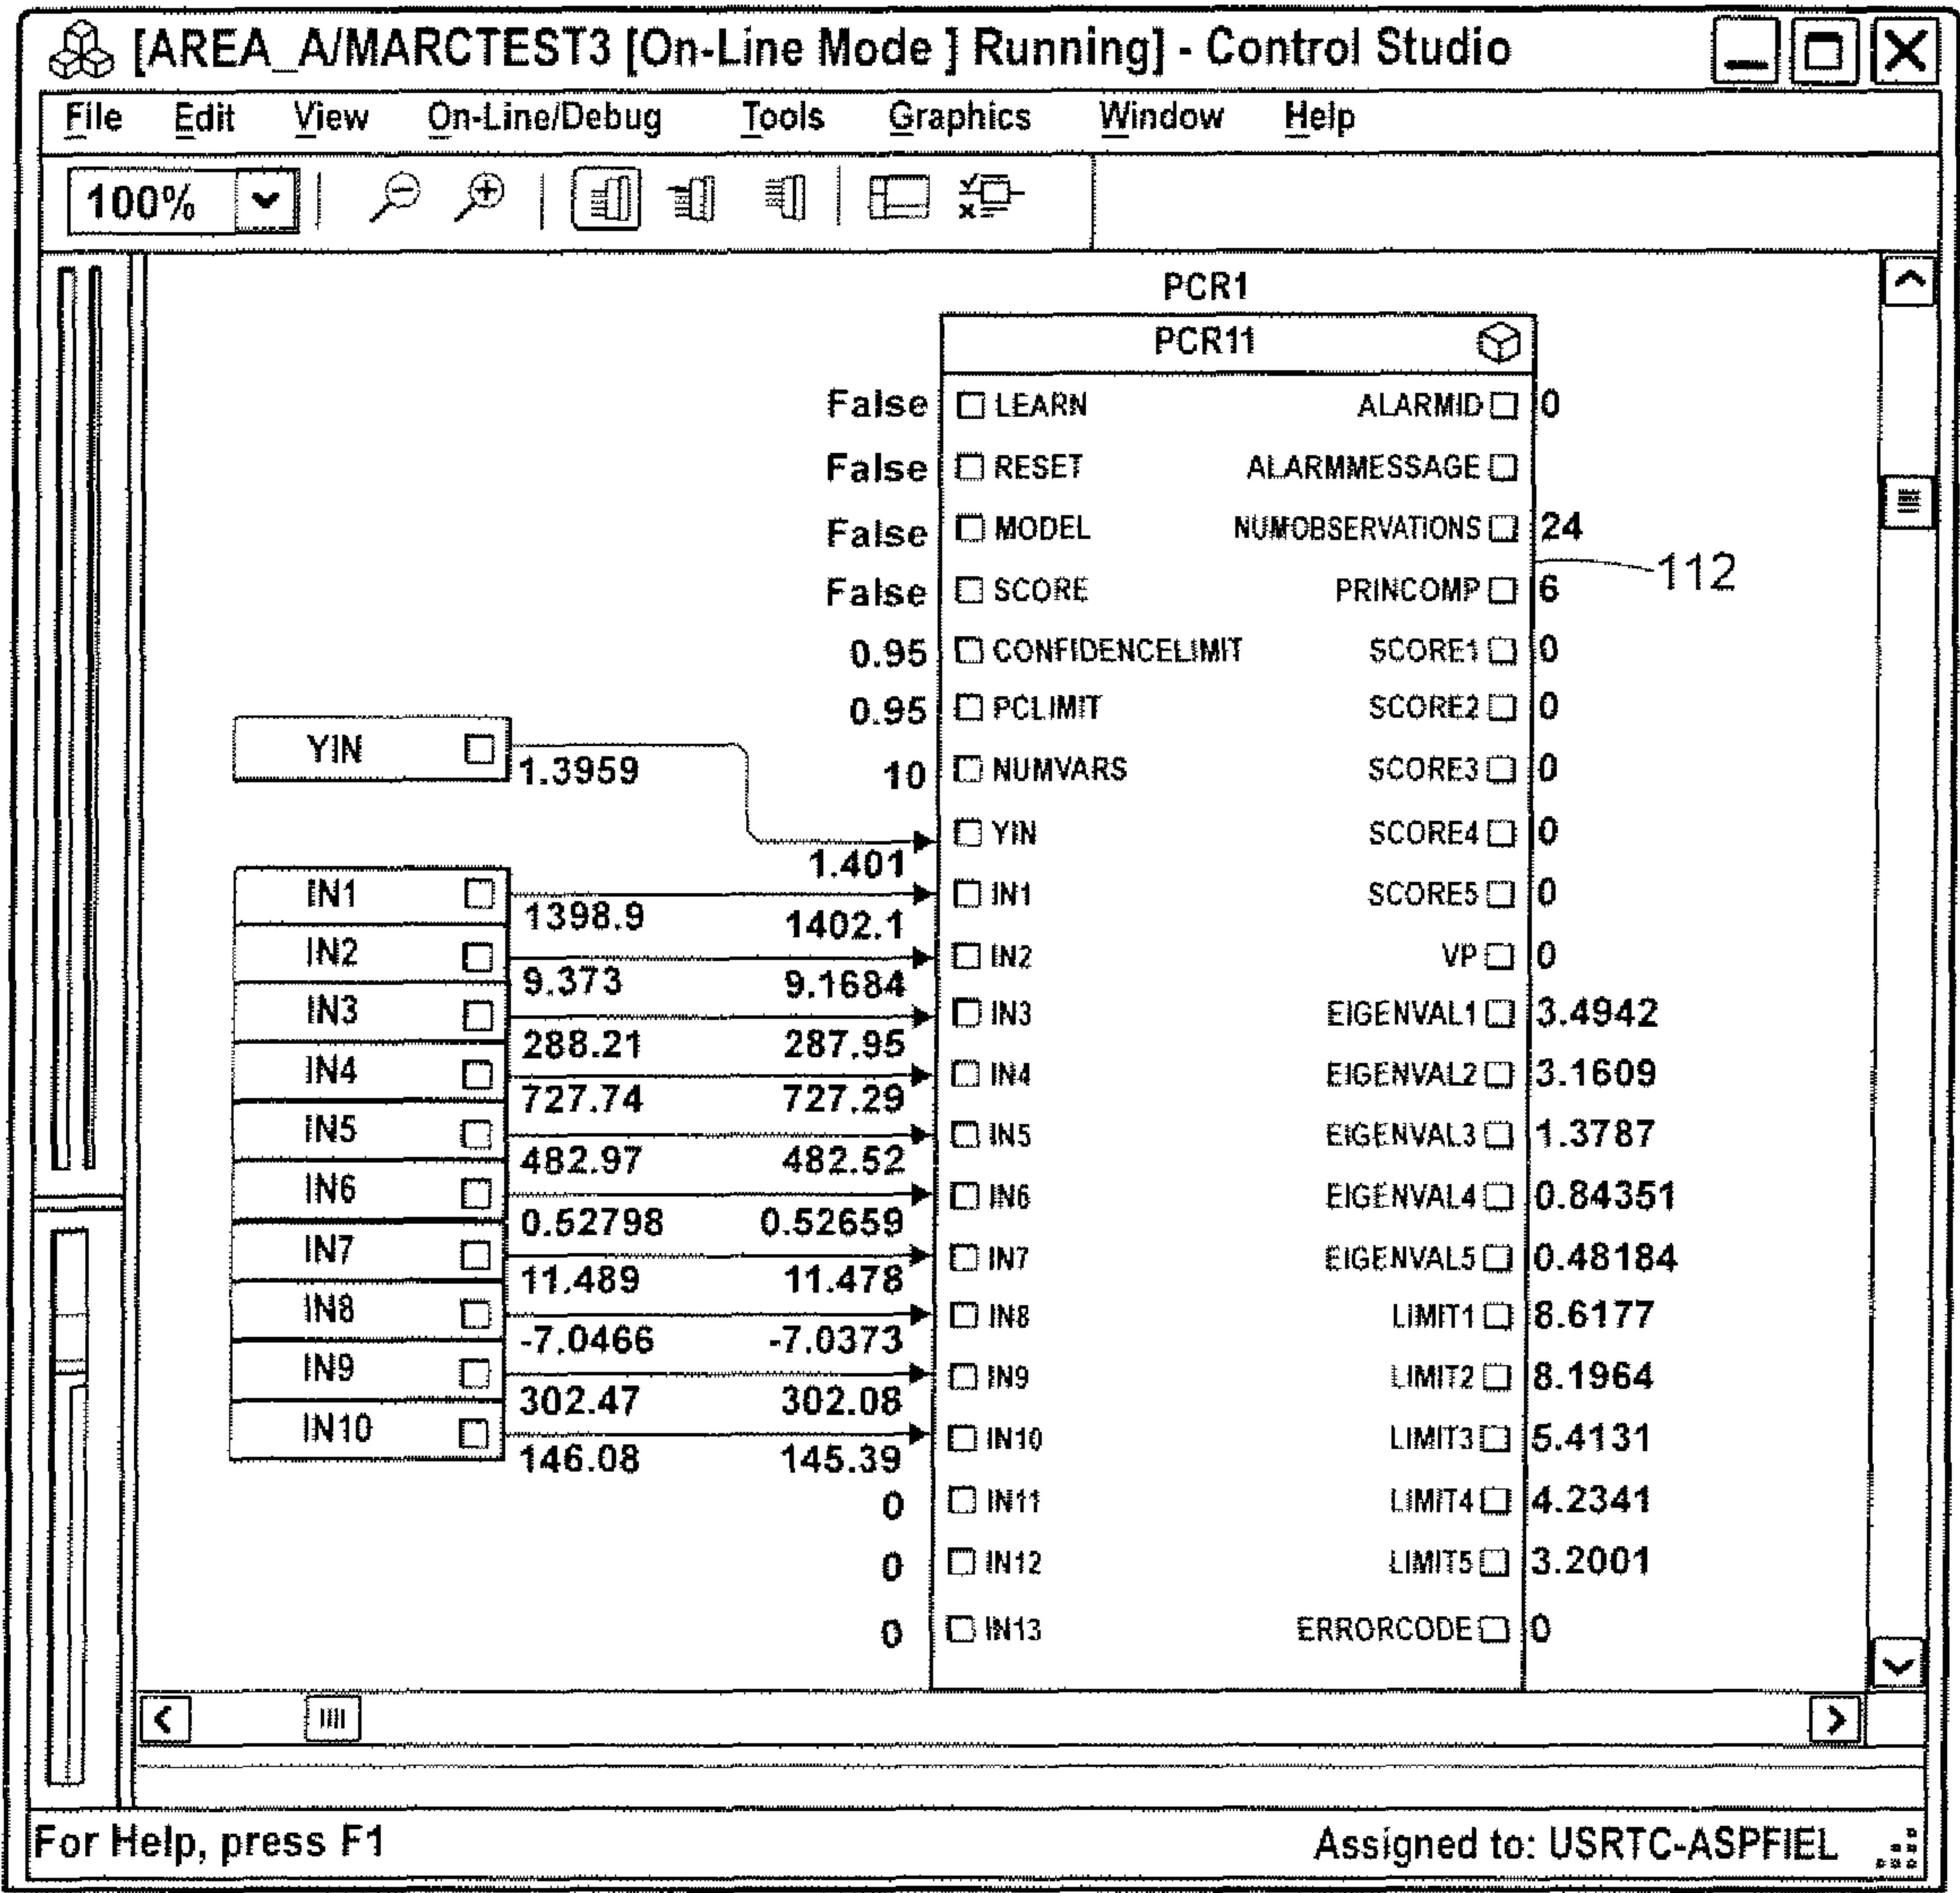 [AREA_A/MARCTEST3 [On-Line Mode ] Running] - Control Studio
File Edit View On-Line/Debug Tools Graphics Window Help
100%
PCR1
PCR11
False LEARN ALARMID 0
False RESET ALARMMESSAGE
False MODEL NUMOBSERVATIONS 24
112
False SCORE PRINCOMP 6
0.95 CONFIDENCELIMIT SCORE1 0
0.95 PCLIMIT SCORE2 0
YIN 1.3959 10 NUMVARS SCORE3 0
1.401 YIN SCORE4 0
IN1 1398.9 1402.1 IN1 SCORE5 0
IN2 9.373 9.1684 IN2 VP 0
IN3 288.21 287.95 IN3 EIGENVAL1 3.4942
IN4 727.74 727.29 IN4 EIGENVAL2 3.1609
IN5 482.97 482.52 IN5 EIGENVAL3 1.3787
IN6 0.52798 0.52659 IN6 EIGENVAL4 0.84351
IN7 11.489 11.478 IN7 EIGENVAL5 0.48184
IN8 -7.0466 -7.0373 IN8 LIMIT1 8.6177
IN9 302.47 302.08 IN9 LIMIT2 8.1964
IN10 146.08 145.39 IN10 LIMIT3 5.4131
0 IN11 LIMIT4 4.2341
0 IN12 LIMIT5 3.2001
0 IN13 ERRORCODE 0
For Help, press F1 Assigned to: USRTC-ASPFIEL